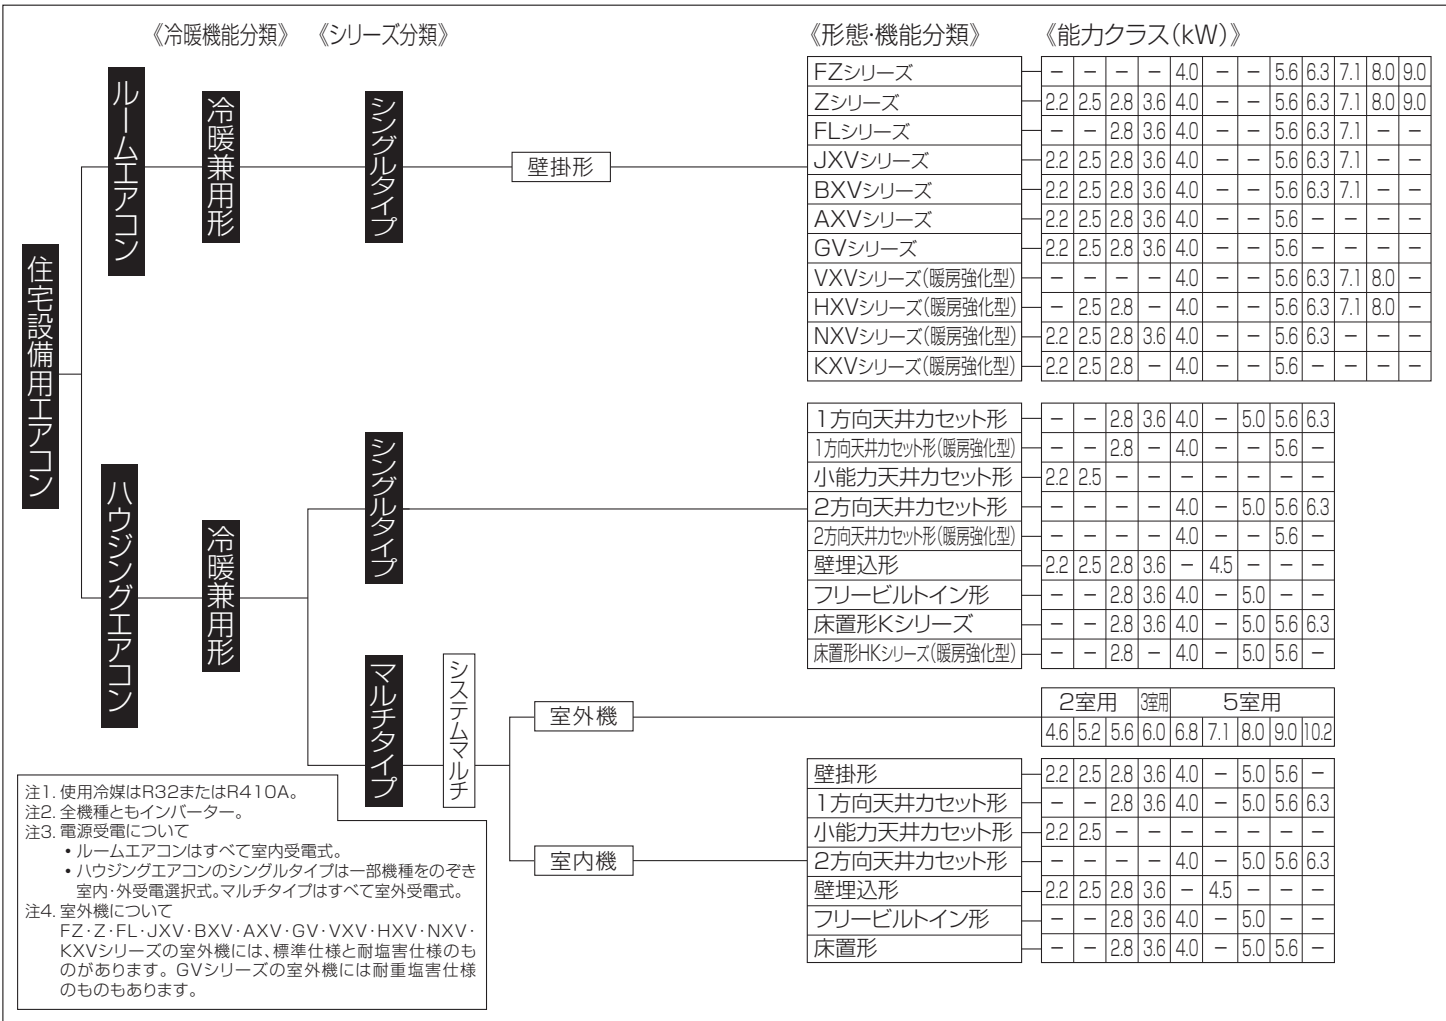 《冷暖機能分類》 《シリーズ分類》 《形態・機能分類》 《能力クラス(kW)》
住宅設備用エアコン
ルームエアコン
冷暖兼用形
シングルタイプ
壁掛形
FZシリーズ － － － － 4.0 － － 5.6 6.3 7.1 8.0 9.0
Zシリーズ 2.2 2.5 2.8 3.6 4.0 － － 5.6 6.3 7.1 8.0 9.0
FLシリーズ － － 2.8 3.6 4.0 － － 5.6 6.3 7.1 － －
JXVシリーズ 2.2 2.5 2.8 3.6 4.0 － － 5.6 6.3 7.1 － －
BXVシリーズ 2.2 2.5 2.8 3.6 4.0 － － 5.6 6.3 7.1 － －
AXVシリーズ 2.2 2.5 2.8 3.6 4.0 － － 5.6 － － － －
GVシリーズ 2.2 2.5 2.8 3.6 4.0 － － 5.6 － － － －
VXVシリーズ(暖房強化型) － － － － 4.0 － － 5.6 6.3 7.1 8.0 －
HXVシリーズ(暖房強化型) － 2.5 2.8 － 4.0 － － 5.6 6.3 7.1 8.0 －
NXVシリーズ(暖房強化型) 2.2 2.5 2.8 3.6 4.0 － － 5.6 6.3 － － －
KXVシリーズ(暖房強化型) 2.2 2.5 2.8 － 4.0 － － 5.6 － － － －
ハウジングエアコン
冷暖兼用形
シングルタイプ
1方向天井カセット形 － － 2.8 3.6 4.0 － 5.0 5.6 6.3
1方向天井カセット形(暖房強化型) － － 2.8 － 4.0 － － 5.6 －
小能力天井カセット形 2.2 2.5 － － － － － － －
2方向天井カセット形 － － － － 4.0 － 5.0 5.6 6.3
2方向天井カセット形(暖房強化型) － － － － 4.0 － － 5.6 －
壁埋込形 2.2 2.5 2.8 3.6 － 4.5 － － －
フリービルトイン形 － － 2.8 3.6 4.0 － 5.0 － －
床置形Kシリーズ － － 2.8 3.6 4.0 － 5.0 5.6 6.3
床置形HKシリーズ(暖房強化型) － － 2.8 － 4.0 － 5.0 5.6 －
マルチタイプ
システムマルチ
室外機
2室用 3室用 5室用
4.6 5.2 5.6 6.0 6.8 7.1 8.0 9.0 10.2
室内機
壁掛形 2.2 2.5 2.8 3.6 4.0 － 5.0 5.6 －
1方向天井カセット形 － － 2.8 3.6 4.0 － 5.0 5.6 6.3
小能力天井カセット形 2.2 2.5 － － － － － － －
2方向天井カセット形 － － － － 4.0 － 5.0 5.6 6.3
壁埋込形 2.2 2.5 2.8 3.6 － 4.5 － － －
フリービルトイン形 － － 2.8 3.6 4.0 － 5.0 － －
床置形 － － 2.8 3.6 4.0 － 5.0 5.6 －
注1. 使用冷媒はR32またはR410A。
注2. 全機種ともインバーター。
注3. 電源受電について
• ルームエアコンはすべて室内受電式。
• ハウジングエアコンのシングルタイプは一部機種をのぞき
室内・外受電選択式。マルチタイプはすべて室外受電式。
注4. 室外機について
FZ・Z・FL・JXV・BXV・AXV・GV・VXV・HXV・NXV・
KXVシリーズの室外機には、標準仕様と耐塩害仕様のも
のがあります。GVシリーズの室外機には耐重塩害仕様
のものもあります。